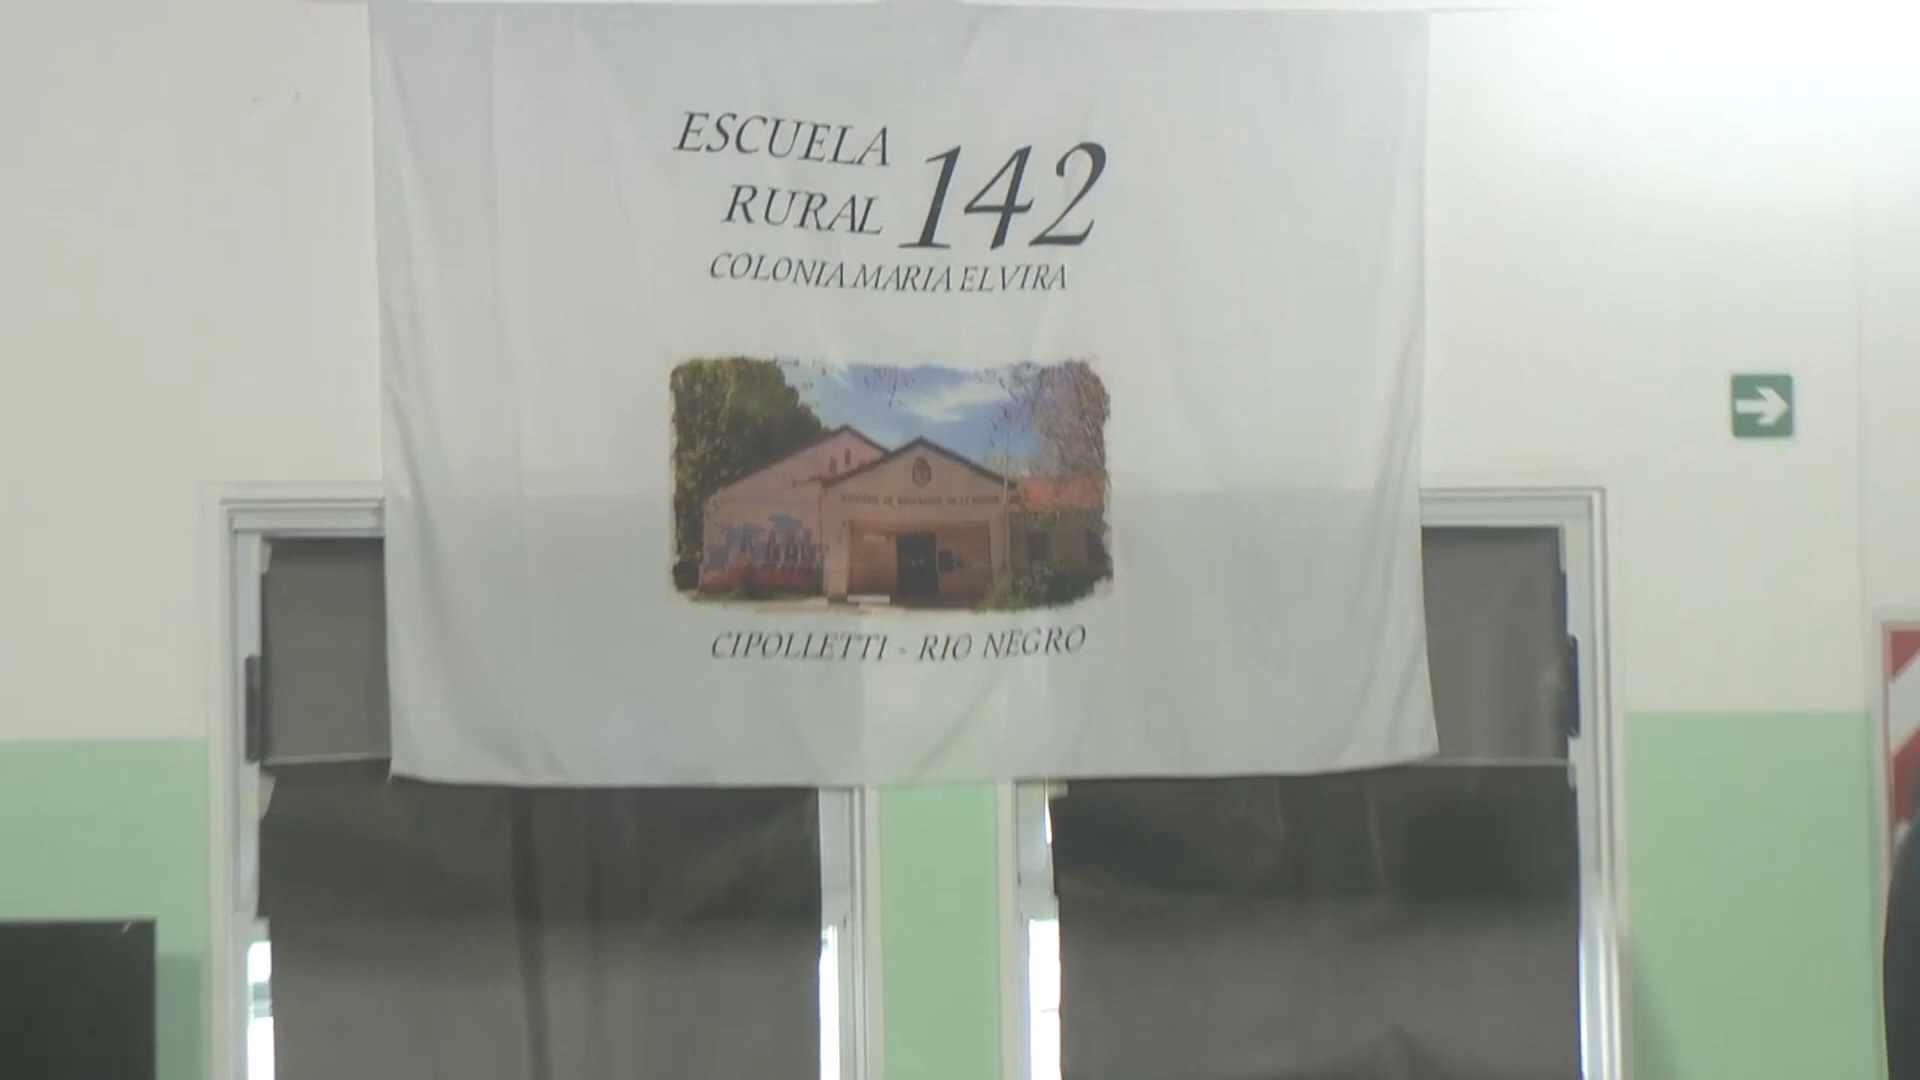 ESCUELA
RURAL 142
COLONIA MARIA ELVIRA
CIPOLLETTI - RIO NEGRO